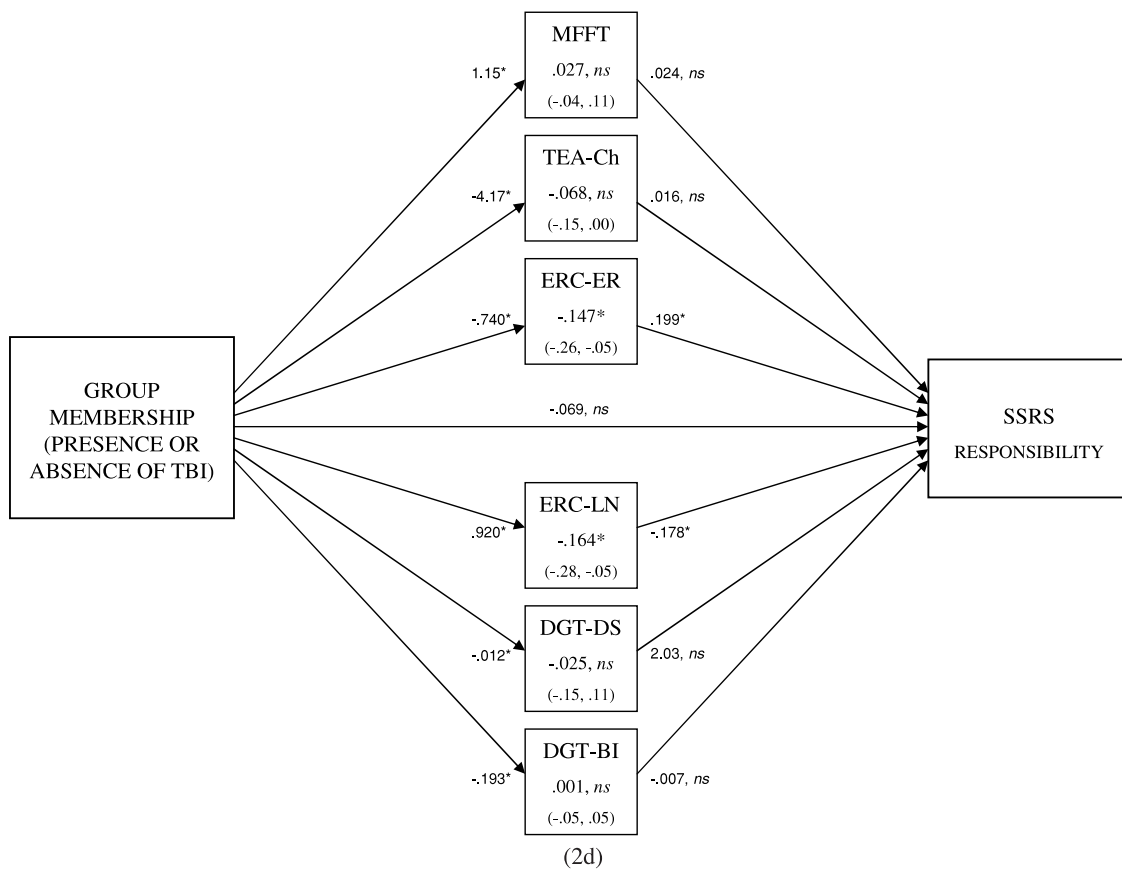 MFFT
1.15*
.027, ns
.024, ns
(-.04, .11)
TEA-Ch
-4.17*
-.068, ns
.016, ns
(-.15, .00)
ERC-ER
-.740*
-.147*
.199*
(-.26, -.05)
GROUP
MEMBERSHIP
(PRESENCE OR
ABSENCE OF TBI)
-.069, ns
SSRS
RESPONSIBILITY
ERC-LN
.920*
-.164*
-.178*
(-.28, -.05)
DGT-DS
-.012*
-.025, ns
2.03, ns
(-.15, .11)
DGT-BI
-.193*
.001, ns
-.007, ns
(-.05, .05)
(2d)